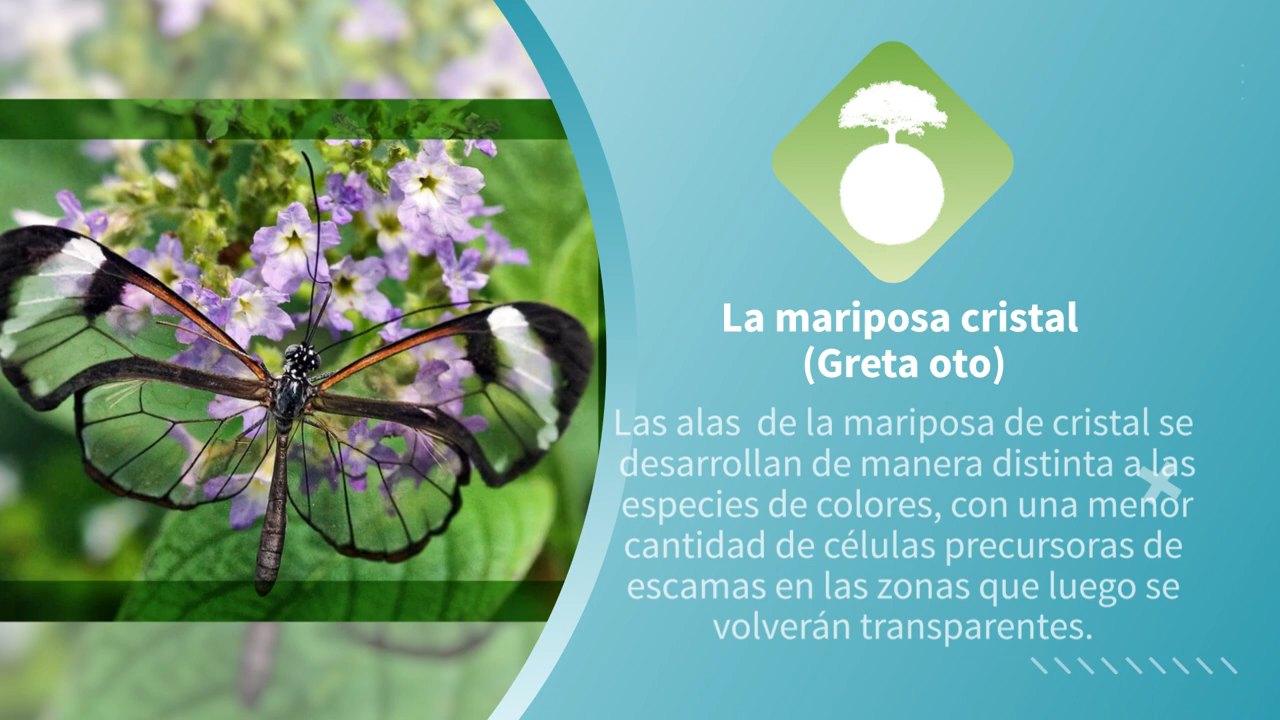 La mariposa cristal
(Greta oto)
Las alas  de la mariposa de cristal se
desarrollan de manera distinta a las
especies de colores, con una menor
cantidad de células precursoras de
escamas en las zonas que luego se
volverán transparentes.